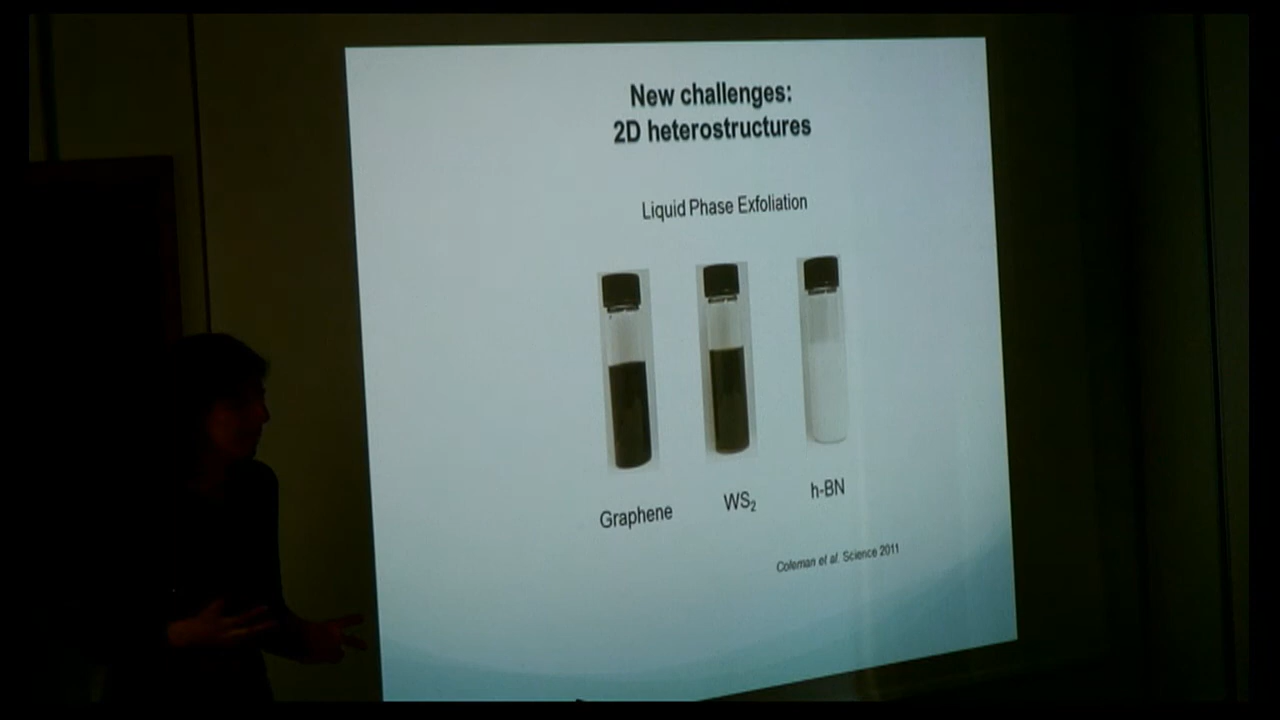 New challenges:
2D heterostructures
Liquid Phase Exfoliation
Graphene
WS₂
h-BN
Coleman et al. Science 2011